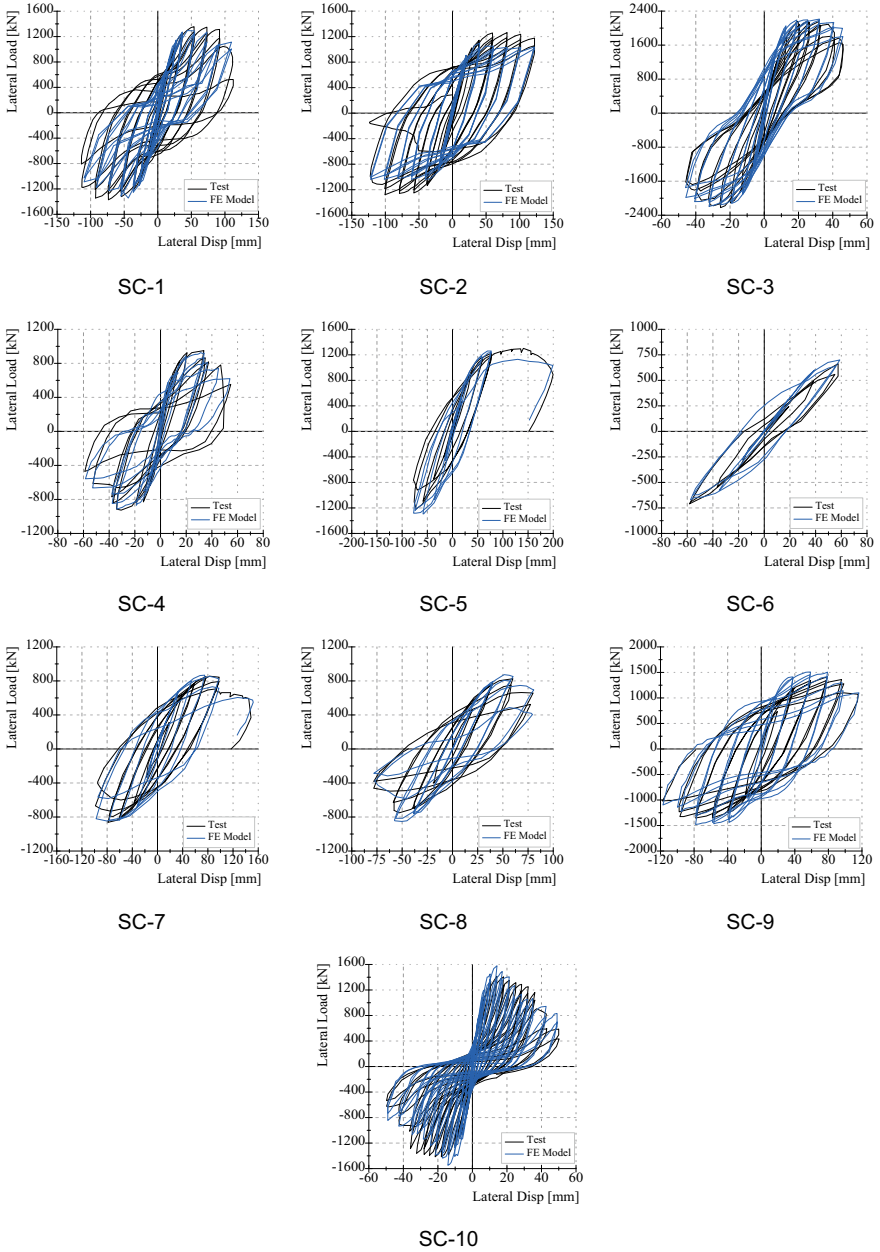 Lateral Load [kN]
1600
1200
800
400
0
-400
-800
-1200
-1600
-150 -100 -50 0 50 100 150
Lateral Disp [mm]
Test
FE Model
SC-1
Lateral Load [kN]
1600
1200
800
400
0
-400
-800
-1200
-1600
-150 -100 -50 0 50 100 150
Lateral Disp [mm]
Test
FE Model
SC-2
Lateral Load [kN]
2400
1600
800
0
-800
-1600
-2400
-60 -40 -20 0 20 40 60
Lateral Disp [mm]
Test
FE Model
SC-3
Lateral Load [kN]
1200
800
400
0
-400
-800
-1200
-80 -60 -40 -20 0 20 40 60 80
Lateral Disp [mm]
Test
FE Model
SC-4
Lateral Load [kN]
1600
1200
800
400
0
-400
-800
-1200
-1600
-200 -150 -100 -50 0 50 100 150 200
Lateral Disp [mm]
Test
FE Model
SC-5
Lateral Load [kN]
1000
750
500
250
0
-250
-500
-750
-1000
-80 -60 -40 -20 0 20 40 60 80
Lateral Disp [mm]
Test
FE Model
SC-6
Lateral Load [kN]
1200
800
400
0
-400
-800
-1200
-160 -120 -80 -40 0 40 80 120 160
Lateral Disp [mm]
Test
FE Model
SC-7
Lateral Load [kN]
1200
800
400
0
-400
-800
-1200
-100 -75 -50 -25 0 25 50 75 100
Lateral Disp [mm]
Test
FE Model
SC-8
Lateral Load [kN]
2000
1500
1000
500
0
-500
-1000
-1500
-2000
-120 -80 -40 0 40 80 120
Lateral Disp [mm]
Test
FE Model
SC-9
Lateral Load [kN]
1600
1200
800
400
0
-400
-800
-1200
-1600
-60 -40 -20 0 20 40 60
Lateral Disp [mm]
Test
FE Model
SC-10